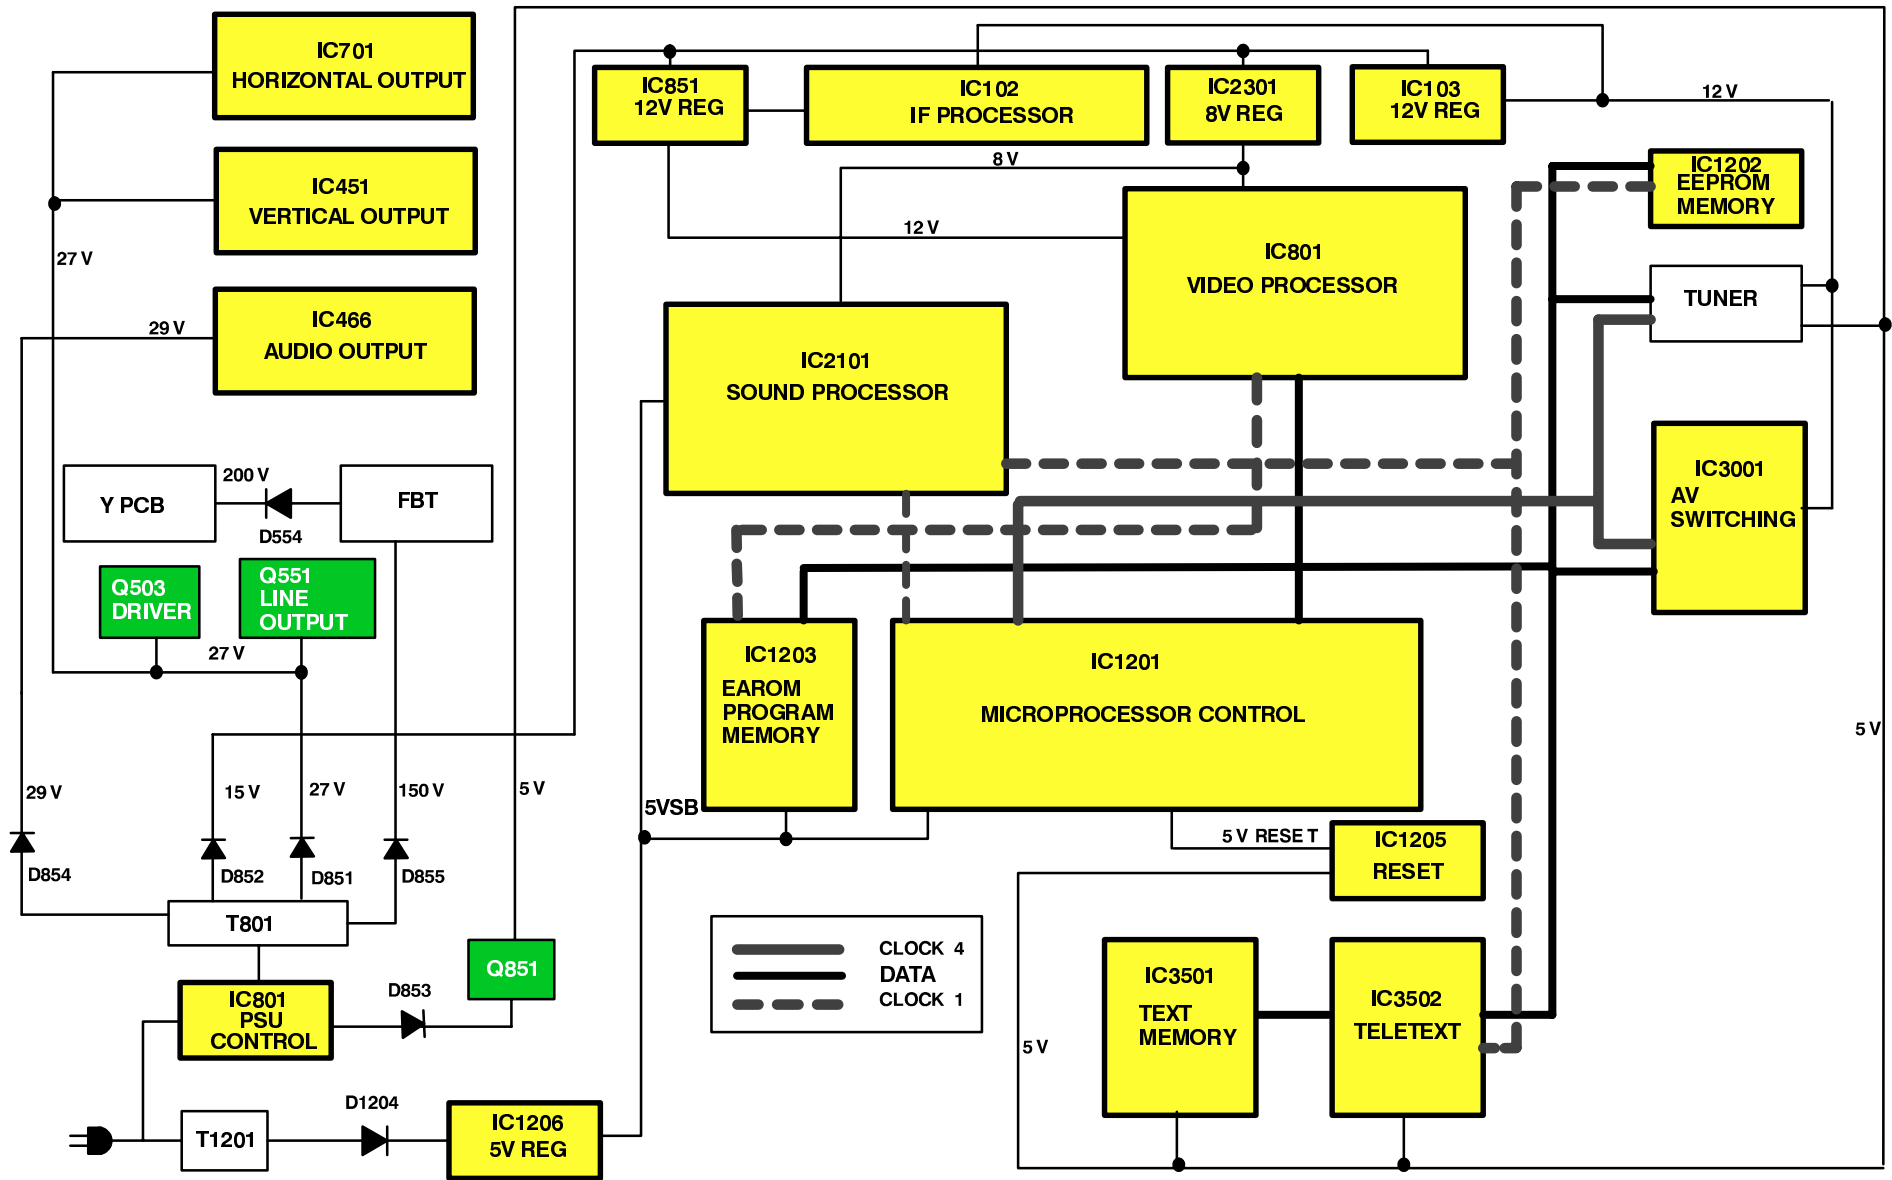 IC701
HORIZONTAL OUTPUT
IC451
VERTICAL OUTPUT
27 V
IC466
AUDIO OUTPUT
29 V
IC851
12V REG
IC102
IF PROCESSOR
IC2301
8V REG
IC103
12V REG
12 V
8 V
12 V
IC1202
EEPROM
MEMORY
IC801
VIDEO PROCESSOR
TUNER
IC2101
SOUND PROCESSOR
IC3001
AV
SWITCHING
Y PCB
200 V
D554
FBT
Q503
DRIVER
Q551
LINE
OUTPUT
27 V
IC1203
EAROM
PROGRAM
MEMORY
IC1201
MICROPROCESSOR CONTROL
5 V
29 V
15 V
27 V
150 V
5 V
5VSB
D854
D852
D851
D855
5 V RESET
IC1205
RESET
T801
Q851
CLOCK 4
DATA
CLOCK 1
IC801
PSU
CONTROL
D853
IC3501
TEXT
MEMORY
IC3502
TELETEXT
5 V
D1204
T1201
IC1206
5V REG